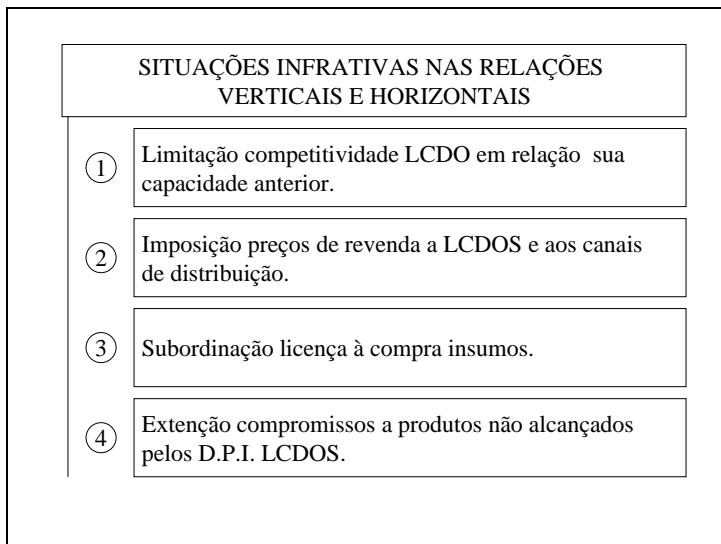 SITUAÇÕES INFRATIVAS NAS RELAÇÕES
VERTICAIS E HORIZONTAIS
1
Limitação competitividade LCDO em relação sua
capacidade anterior.
2
Imposição preços de revenda a LCDOS e aos canais
de distribuição.
3
Subordinação licença à compra insumos.
4
Extenção compromissos a produtos não alcançados
pelos D.P.I. LCDOS.